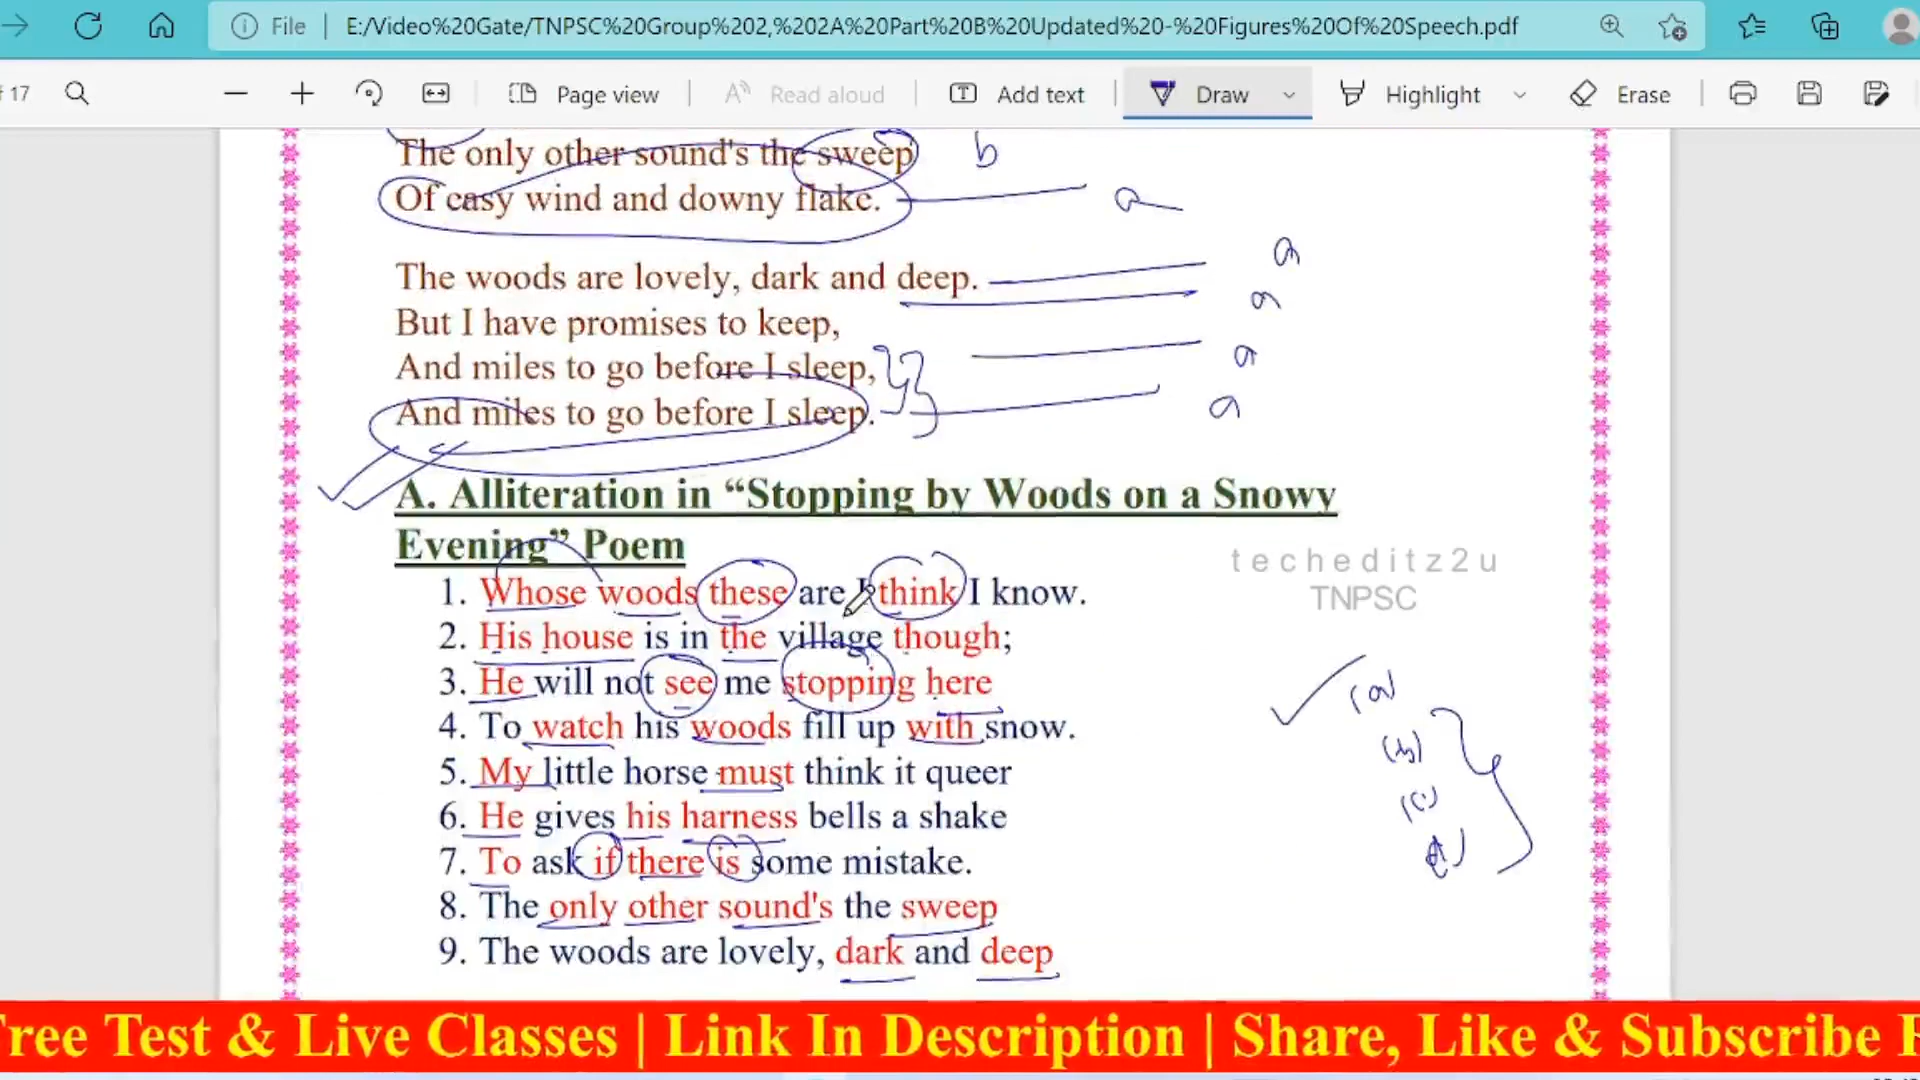 File | E:/Video%20Gate/TNPSC%20Group%202,%202A%20Part%20B%20Updated%20-%20Figures%20Of%20Speech.pdf
17
Page view
Read aloud
Add text
Draw
Highlight
Erase
The only other sound's the sweep b
Of easy wind and downy flake. a
The woods are lovely, dark and deep. a
But I have promises to keep, a
And miles to go before I sleep, a
And miles to go before I sleep. a
A. Alliteration in “Stopping by Woods on a Snowy
Evening” Poem
techeditz2u
TNPSC
1. Whose woods these are I think I know.
2. His house is in the village though;
3. He will not see me stopping here
4. To watch his woods fill up with snow.
5. My little horse must think it queer
6. He gives his harness bells a shake
7. To ask if there is some mistake.
8. The only other sound's the sweep
9. The woods are lovely, dark and deep
(a)
(b)
(c)
Free Test & Live Classes | Link In Description | Share, Like & Subscribe